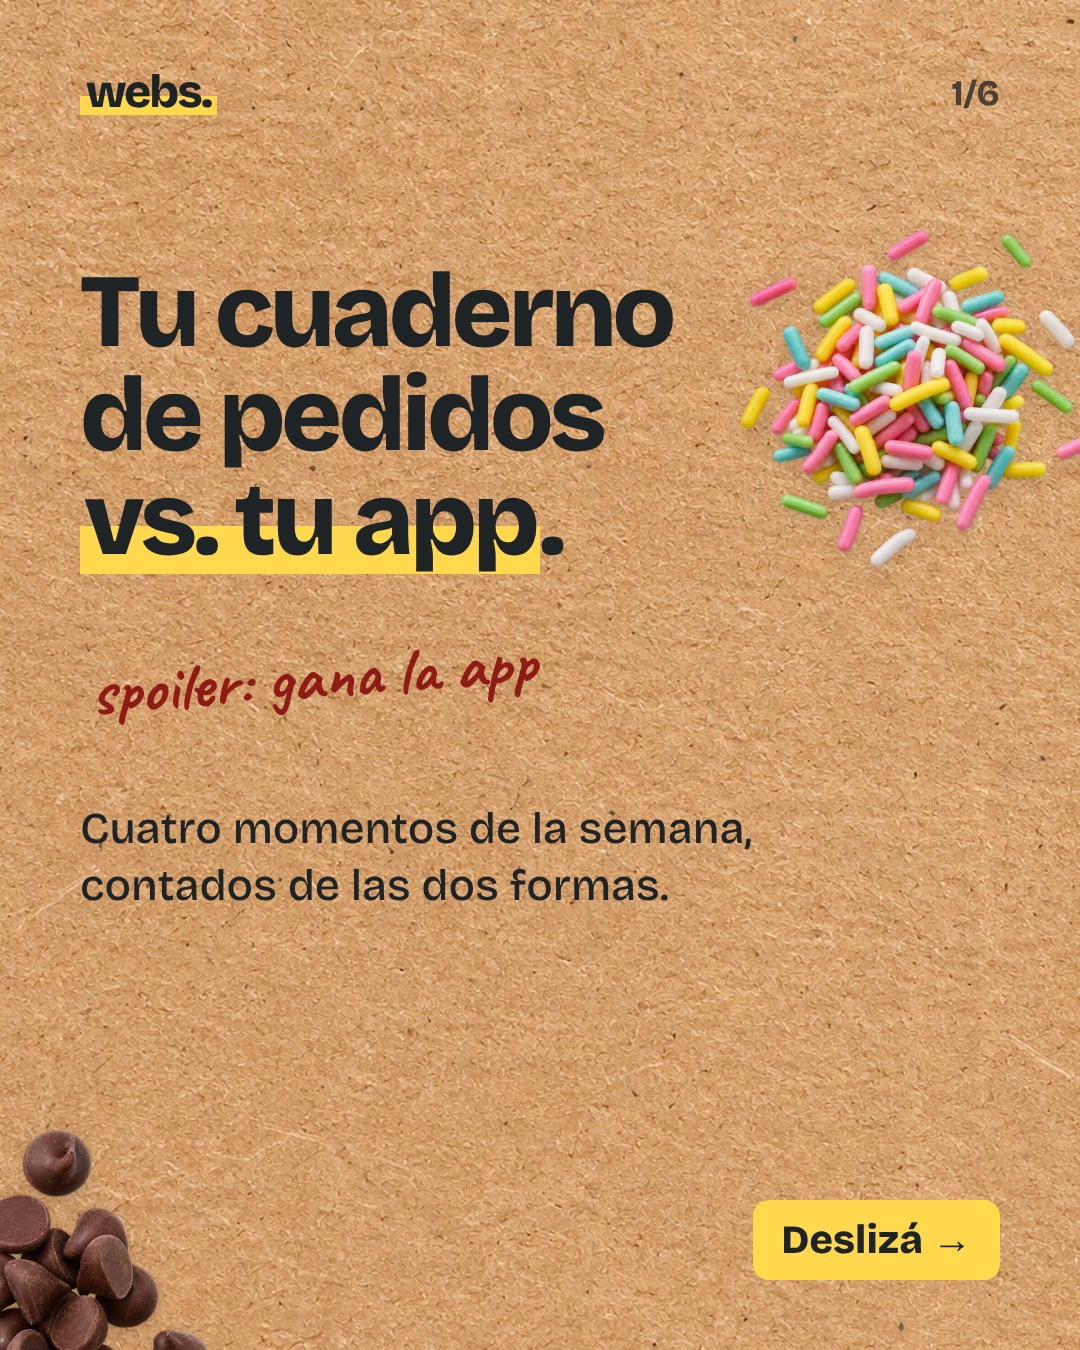 webs.
1/6
Tu cuaderno
de pedidos
vs. tu app.
spoiler: gana la app
Cuatro momentos de la semana,
contados de las dos formas.
Deslizá →